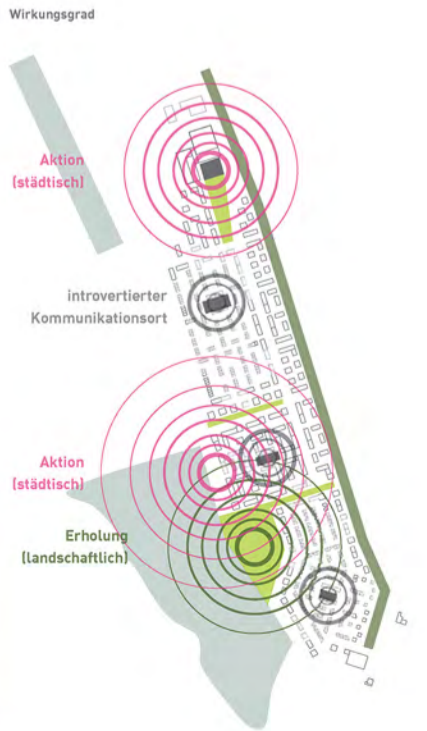 Wirkungsgrad
Aktion
(städtisch)
introvertierter
Kommunikationsort
Aktion
(städtisch)
Erholung
(landschaftlich)